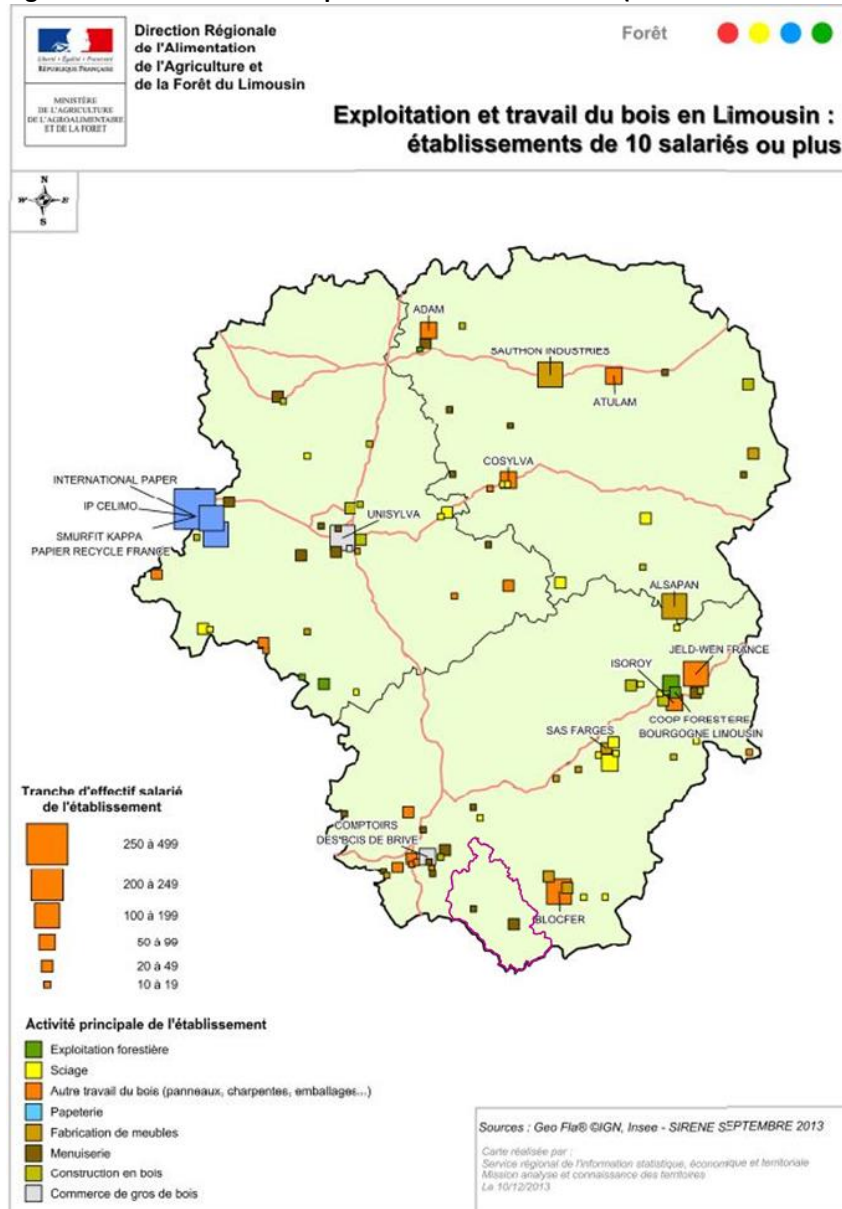 Direction Régionale
de l'Alimentation
de l'Agriculture et
de la Forêt du Limousin
Liberté • Égalité • Fraternité
RÉPUBLIQUE FRANÇAISE
MINISTÈRE
DE L'AGRICULTURE
DE L'AGROALIMENTAIRE
ET DE LA FORÊT
Forêt
Exploitation et travail du bois en Limousin :
établissements de 10 salariés ou plus
N
W E
S
ADAM
SAUTHON INDUSTRIES
ATULAM
COSYLVA
INTERNATIONAL PAPER
IP CELIMO
UNISYLVA
SMURFIT KAPPA
PAPIER RECYCLE FRANCE
ALSAPAN
JELD-WEN FRANCE
ISOROY
COOP FORESTERE
BOURGOGNE LIMOUSIN
SAS FARGES
COMPTOIRS
DES BOIS DE BRIVE
BLOCFER
Tranche d'effectif salarié
de l'établissement
250 à 499
200 à 249
100 à 199
50 à 99
20 à 49
10 à 19
Activité principale de l'établissement
Exploitation forestière
Sciage
Autre travail du bois (panneaux, charpentes, emballages...)
Papeterie
Fabrication de meubles
Menuiserie
Construction en bois
Commerce de gros de bois
Sources : Geo Fla® ©IGN, Insee - SIRENE SEPTEMBRE 2013
Carte réalisée par :
Service régional de l'information statistique, économique et territoriale
Mission analyse et connaissance des territoires
Le 10/12/2013